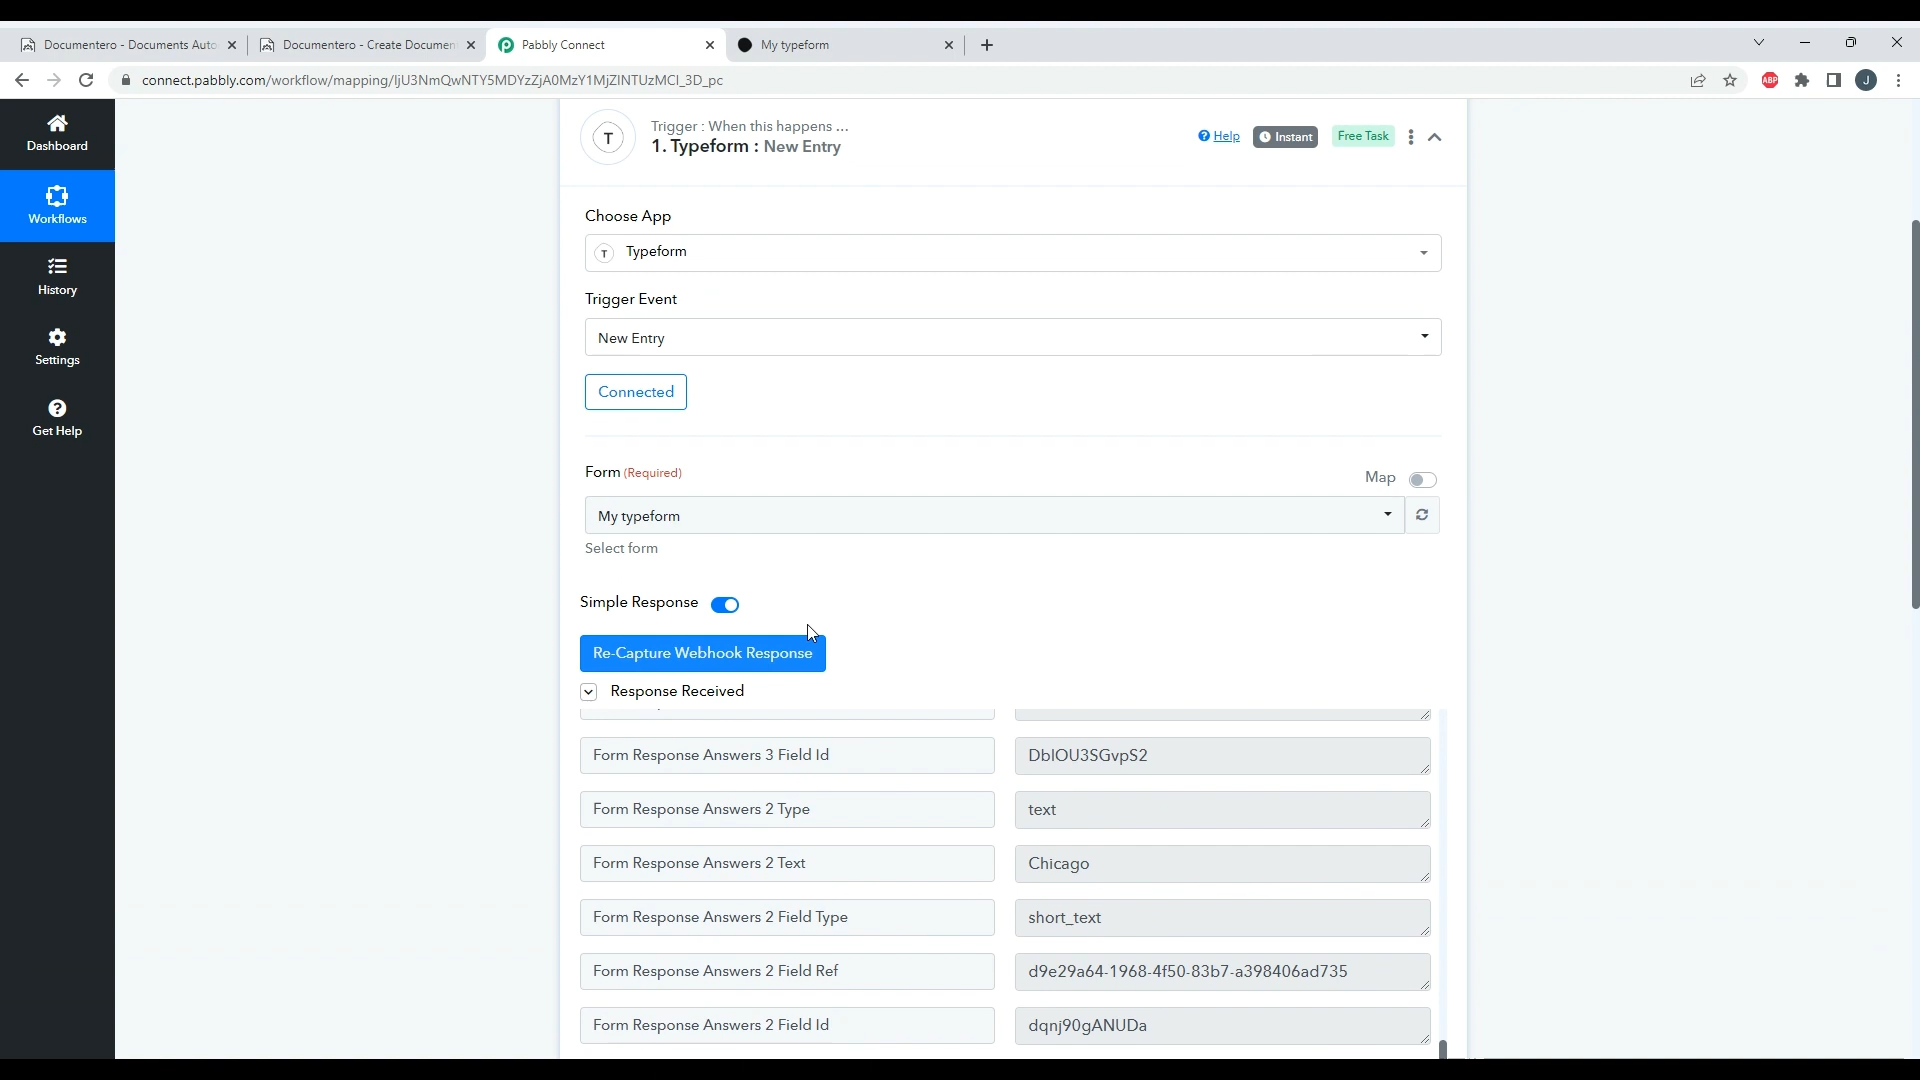 Documentero - Documents Auto
Documentero - Create Documen
Pabbly Connect
My typeform
connect.pabbly.com/workflow/mapping/IjU3NmQwNTY5MDYzZjA0MzY1MjZlNTUzMCI_3D_pc
ABP
J
Dashboard
Workflows
History
Settings
Get Help
T
Trigger : When this happens ...
1. Typeform : New Entry
Help
Instant
Free Task
Choose App
T Typeform
Trigger Event
New Entry
Connected
Form (Required)
Map
My typeform
Select form
Simple Response
Re-Capture Webhook Response
Response Received
Form Response Answers 3 Field Id
DbIOU3SGvpS2
Form Response Answers 2 Type
text
Form Response Answers 2 Text
Chicago
Form Response Answers 2 Field Type
short_text
Form Response Answers 2 Field Ref
d9e29a64-1968-4f50-83b7-a398406ad735
Form Response Answers 2 Field Id
dqnj90gANUDa